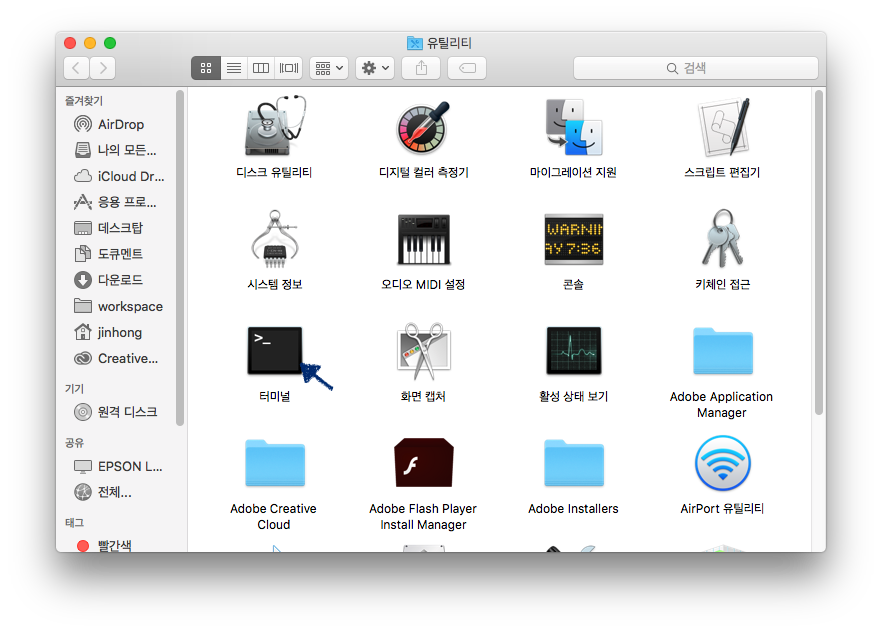 유틸리티
검색
즐겨찾기
AirDrop
나의 모든...
iCloud Dr...
응용 프로...
데스크탑
도큐멘트
다운로드
workspace
jinhong
Creative...
기기
원격 디스크
공유
EPSON L...
전체...
태그
빨간색
디스크 유틸리티
디지털 컬러 측정기
마이그레이션 지원
스크립트 편집기
WARNIN
AY 7:36
시스템 정보
오디오 MIDI 설정
콘솔
키체인 접근
>_
터미널
화면 캡처
활성 상태 보기
Adobe Application
Manager
Adobe Creative
Cloud
Adobe Flash Player
Install Manager
Adobe Installers
AirPort 유틸리티